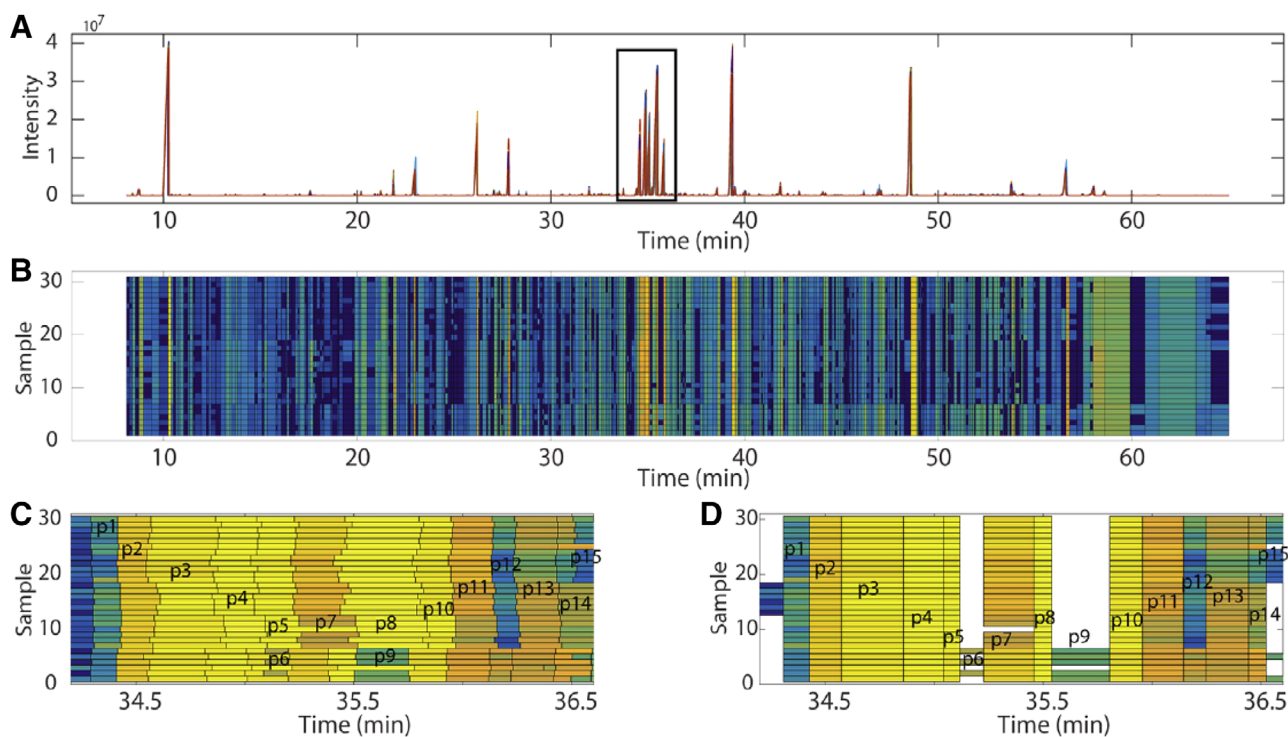 A
10⁷
4
3
2
1
0
Intensity
10 20 30 40 50 60
Time (min)
B
30
20
10
0
Sample
10 20 30 40 50 60
Time (min)
C
30
20
10
0
Sample
p1
p2
p3
p4
p5
p6
p7
p8
p9
p10
p11
p12
p13
p14
p15
34.5 35.5 36.5
Time (min)
D
30
20
10
0
Sample
p1
p2
p3
p4
p5
p6
p7
p8
p9
p10
p11
p12
p13
p14
p15
34.5 35.5 36.5
Time (min)